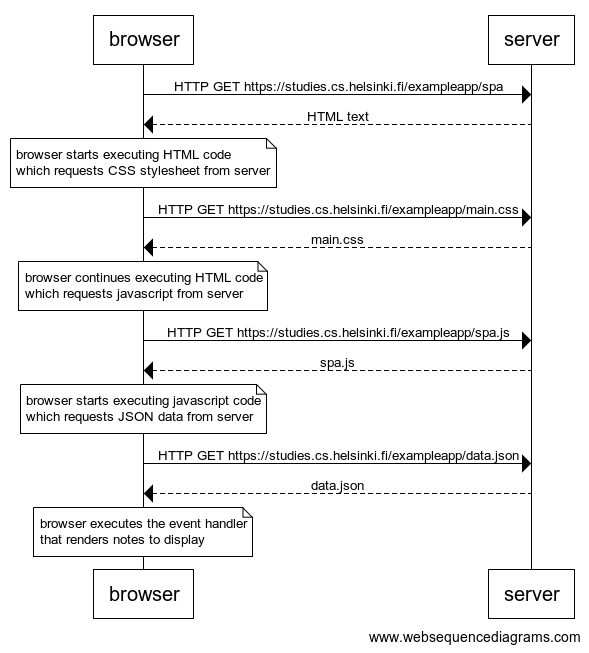 browser
server
HTTP GET https://studies.cs.helsinki.fi/exampleapp/spa
HTML text
browser starts executing HTML code
which requests CSS stylesheet from server
HTTP GET https://studies.cs.helsinki.fi/exampleapp/main.css
main.css
browser continues executing HTML code
which requests javascript from server
HTTP GET https://studies.cs.helsinki.fi/exampleapp/spa.js
spa.js
browser starts executing javascript code
which requests JSON data from server
HTTP GET https://studies.cs.helsinki.fi/exampleapp/data.json
data.json
browser executes the event handler
that renders notes to display
browser
server
www.websequencediagrams.com